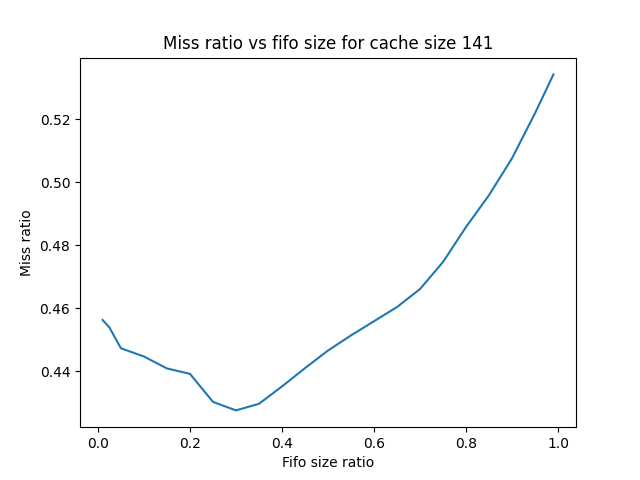 Miss ratio vs fifo size for cache size 141
0.52
0.50
0.48
0.46
0.44
Miss ratio
0.0 0.2 0.4 0.6 0.8 1.0
Fifo size ratio